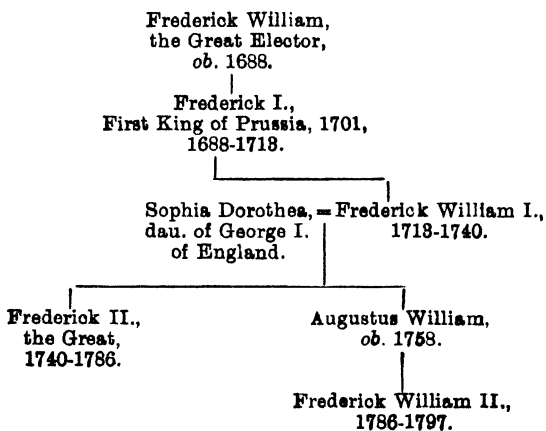 Frederick William,
the Great Elector,
ob. 1688.
Frederick I.,
First King of Prussia, 1701,
1688-1713.
Sophia Dorothea, = Frederick William I.,
dau. of George I. 1713-1740.
of England.
Frederick II.,
the Great,
1740-1786.
Augustus William,
ob. 1758.
Frederick William II.,
1786-1797.